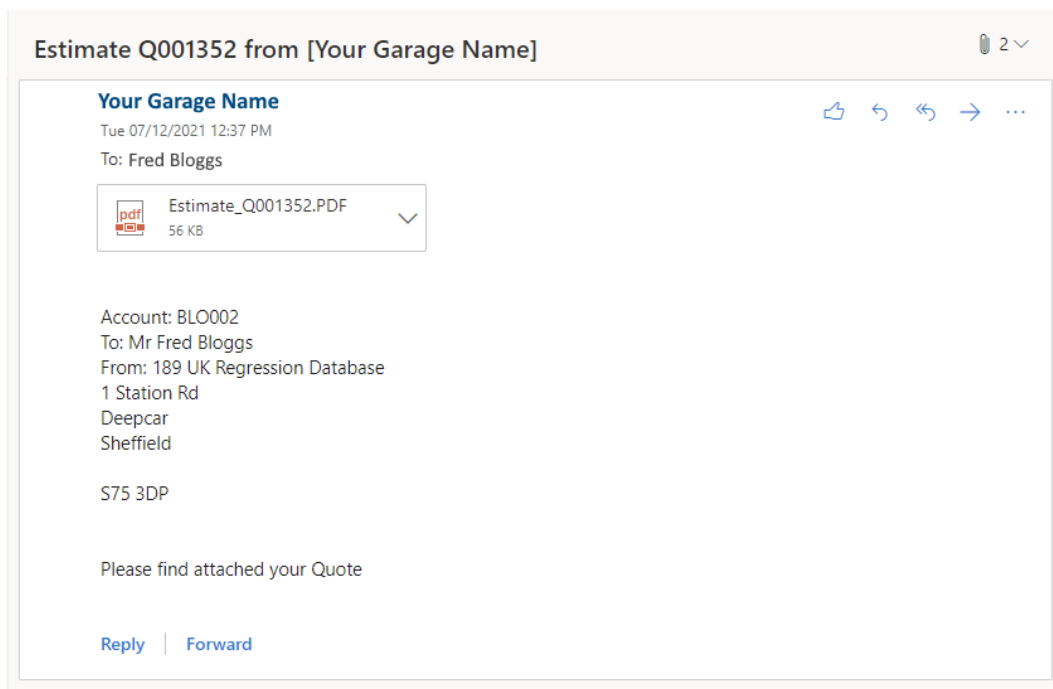 Estimate Q001352 from [Your Garage Name]
2
Your Garage Name
Tue 07/12/2021 12:37 PM
To: Fred Bloggs
pdf
Estimate_Q001352.PDF
56 KB
Account: BLO002
To: Mr Fred Bloggs
From: 189 UK Regression Database
1 Station Rd
Deepcar
Sheffield
S75 3DP
Please find attached your Quote
Reply
Forward